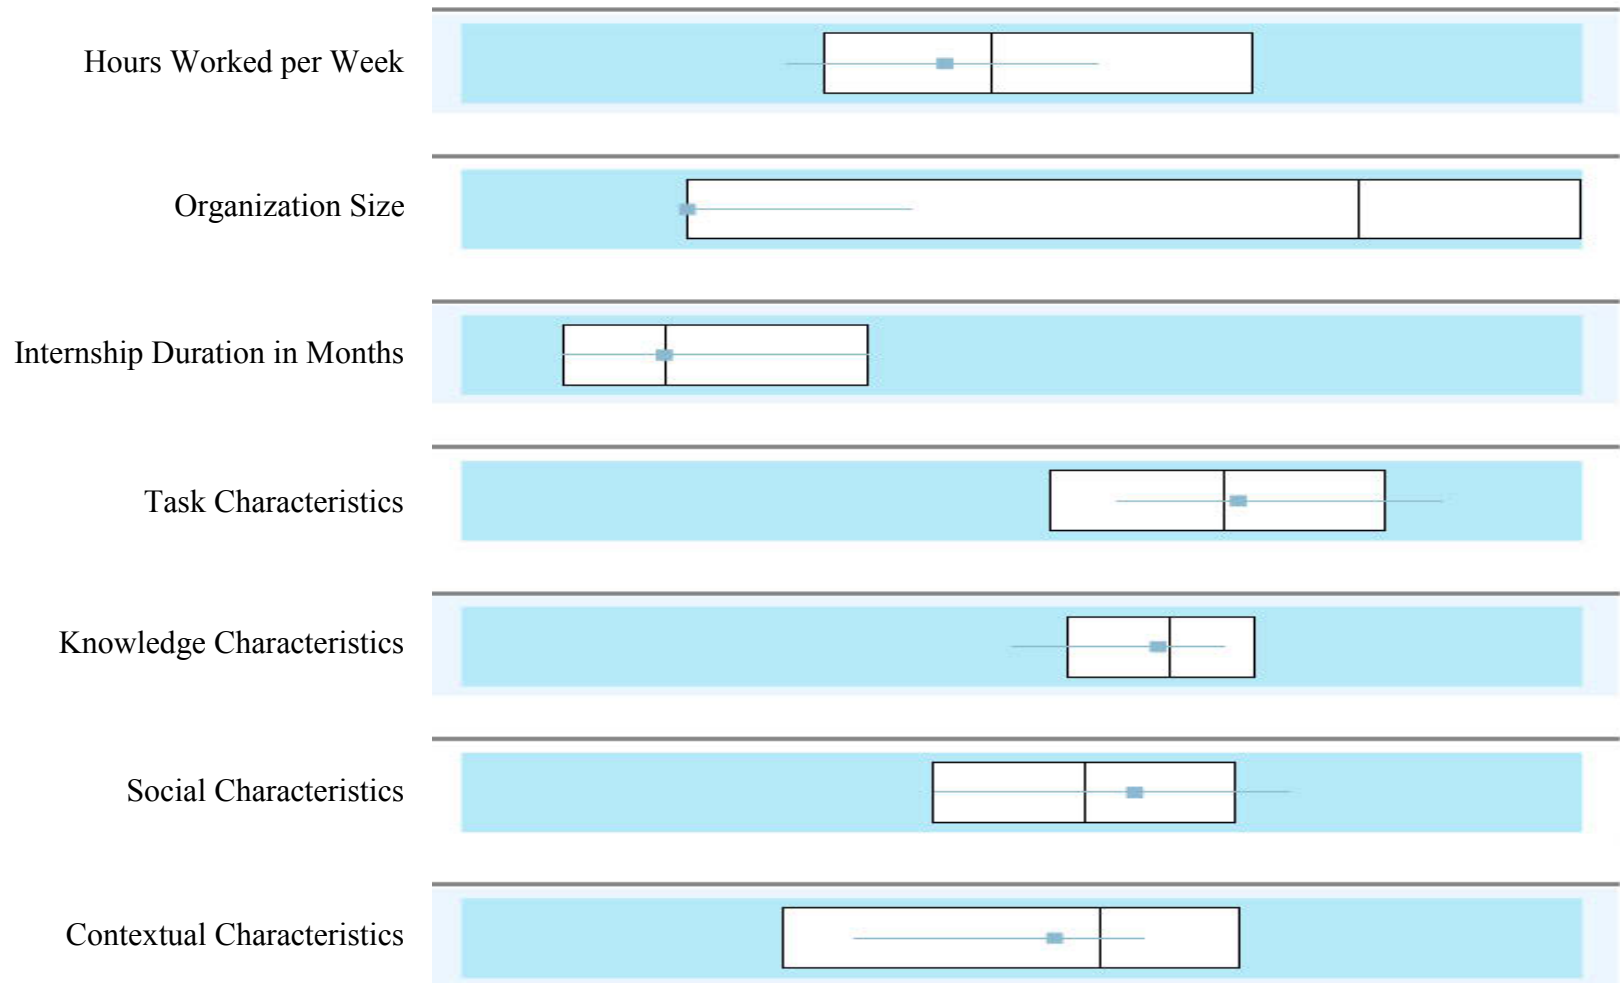 Hours Worked per Week
Organization Size
Internship Duration in Months
Task Characteristics
Knowledge Characteristics
Social Characteristics
Contextual Characteristics